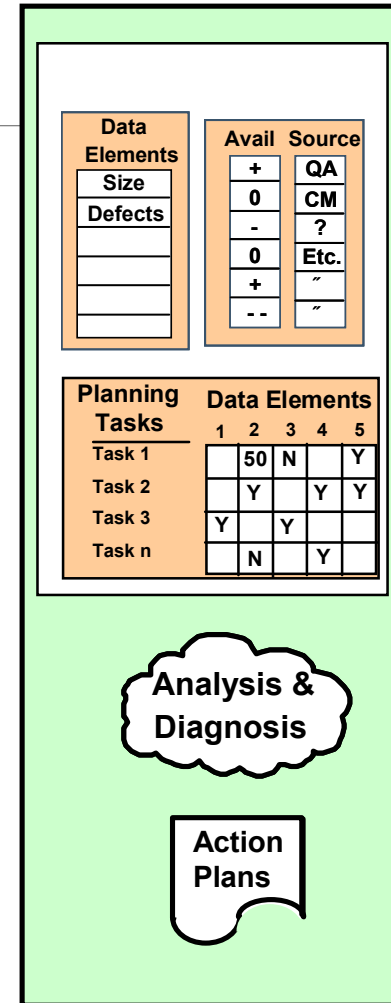 Data
Elements
Size
Defects
Avail Source
+ QA
0 CM
- ?
0 Etc.
+ ″
- - ″
Planning
Tasks
Data Elements
1 2 3 4 5
Task 1 50 N Y
Task 2 Y Y Y
Task 3 Y Y
Task n N Y
Analysis &
Diagnosis
Action
Plans